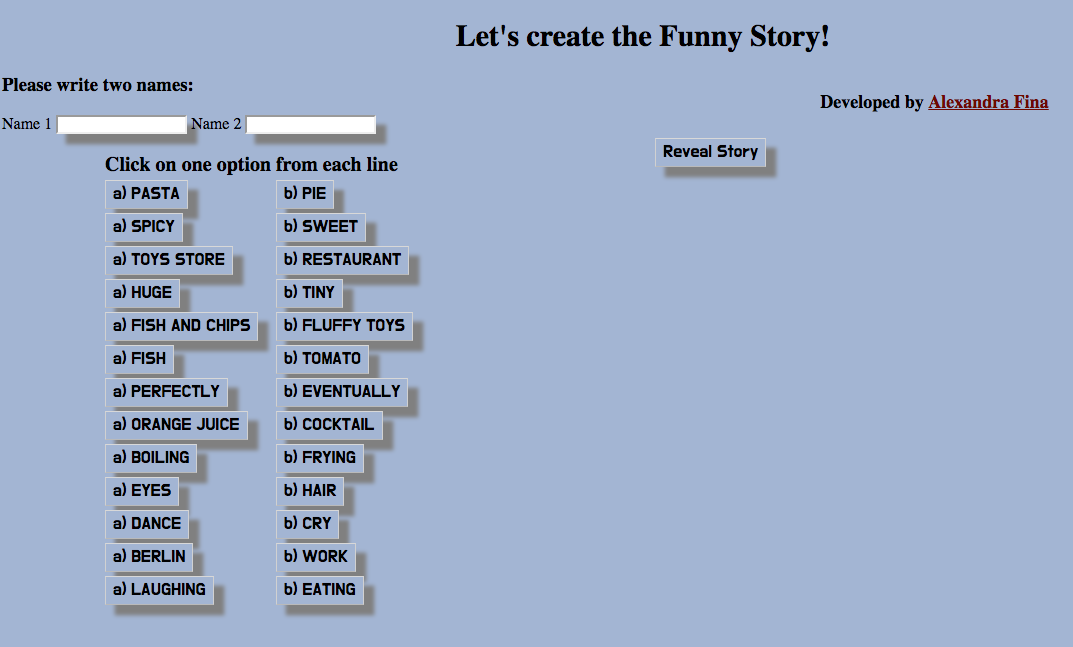 Let's create the Funny Story!
Please write two names:
Developed by Alexandra Fina
Name 1 Name 2
Reveal Story
Click on one option from each line
a) PASTA b) PIE
a) SPICY b) SWEET
a) TOYS STORE b) RESTAURANT
a) HUGE b) TINY
a) FISH AND CHIPS b) FLUFFY TOYS
a) FISH b) TOMATO
a) PERFECTLY b) EVENTUALLY
a) ORANGE JUICE b) COCKTAIL
a) BOILING b) FRYING
a) EYES b) HAIR
a) DANCE b) CRY
a) BERLIN b) WORK
a) LAUGHING b) EATING